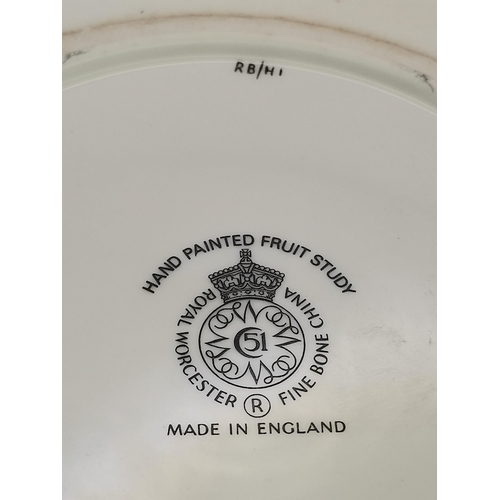 RB/H1
HAND PAINTED FRUIT STUDY
ROYAL WORCESTER
FINE BONE CHINA
C 51
R
MADE IN ENGLAND